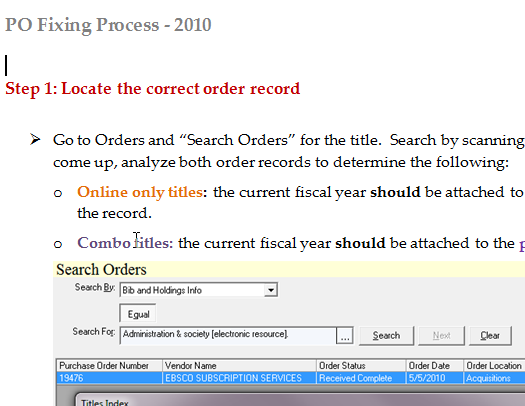 PO Fixing Process - 2010
Step 1: Locate the correct order record
➤ Go to Orders and “Search Orders” for the title. Search by scanning
come up, analyze both order records to determine the following:
o Online only titles: the current fiscal year should be attached to
the record.
o Combo titles: the current fiscal year should be attached to the p
Search Orders
Search By: Bib and Holdings Info
Equal
Search For: Administration & society [electronic resource]. ... Search Next Clear
Purchase Order Number Vendor Name Order Status Order Date Order Location
19476 EBSCO SUBSCRIPTION SERVICES Received Complete 5/5/2010 Acquisitions
Titles Index